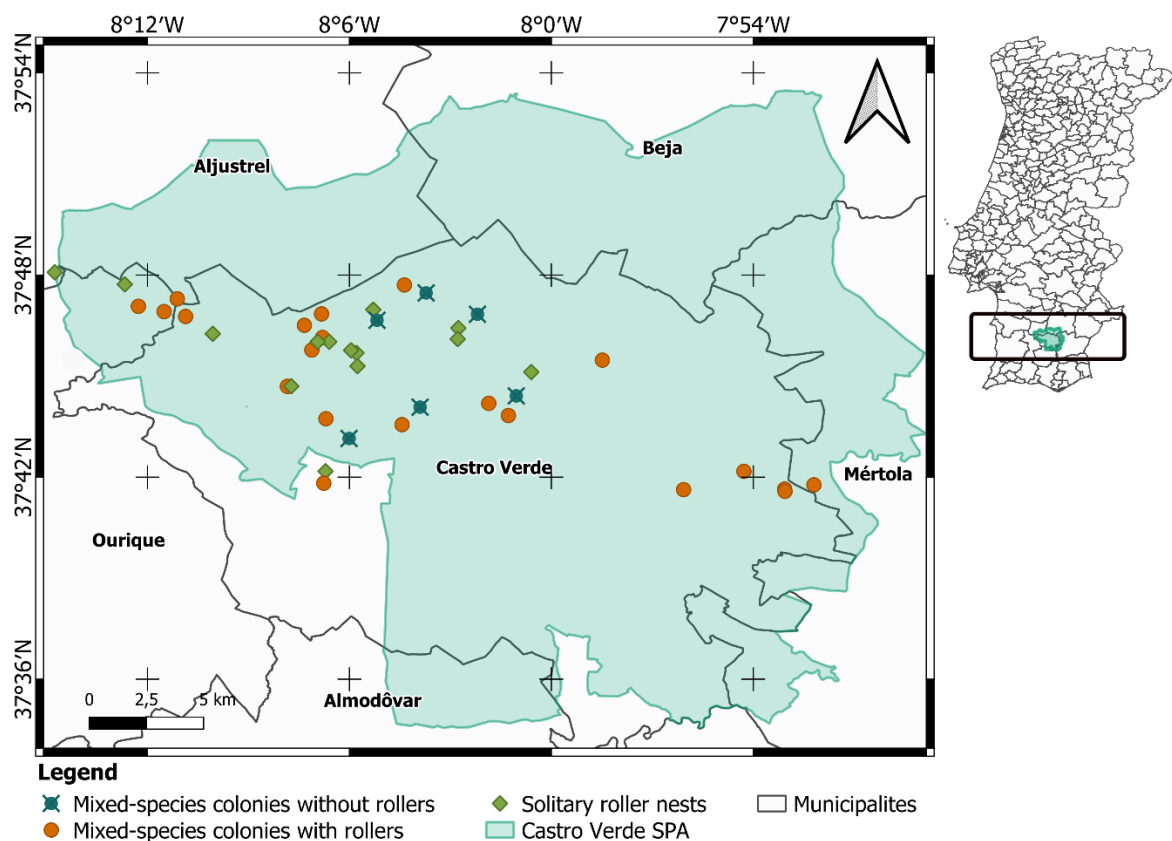 8°12'W 8°6'W 8°0'W 7°54'W
37°54'N
Beja
Aljustrel
37°48'N
Castro Verde
Mértola
37°42'N
Ourique
37°36'N
Almodôvar
0 2,5 5 km
Legend
Mixed-species colonies without rollers Solitary roller nests Municipalites
Mixed-species colonies with rollers Castro Verde SPA